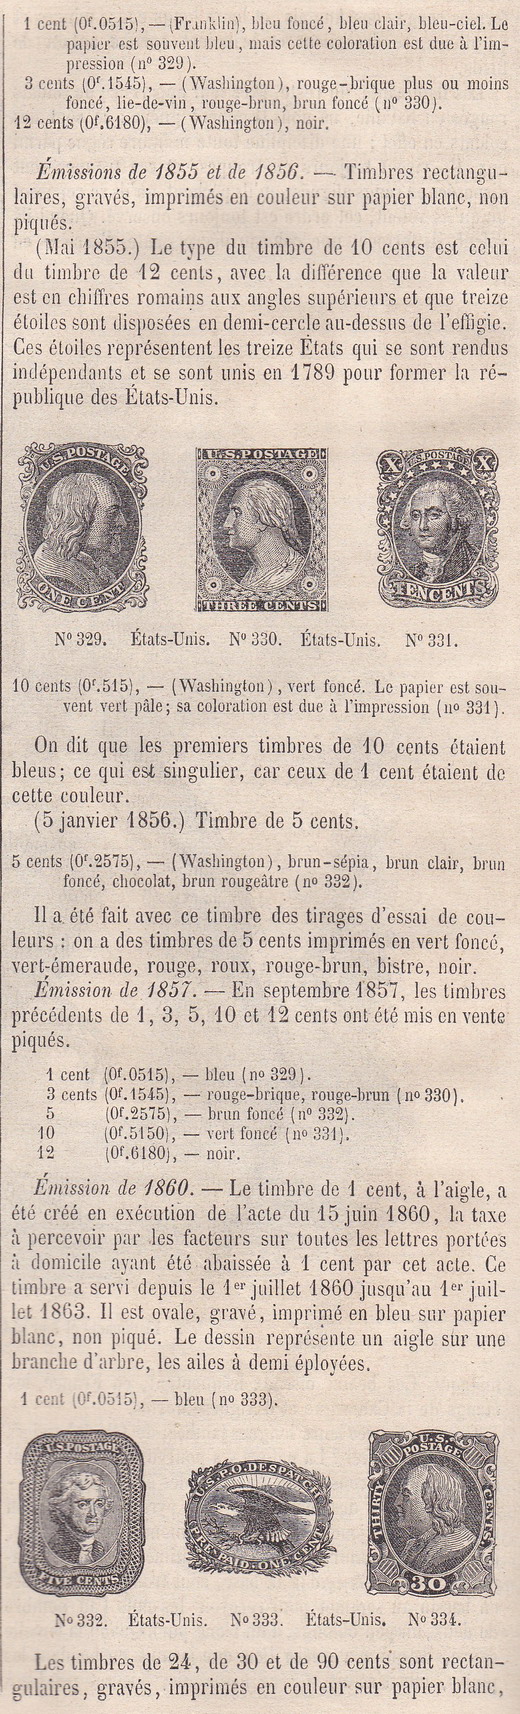 1 cent (0f.0515), — (Franklin), bleu foncé, bleu clair, bleu-ciel. Le
papier est souvent bleu, mais cette coloration est due à l'im-
pression (no 329).
3 cents (0f.1545), — (Washington), rouge-brique plus ou moins
foncé, lie-de-vin, rouge-brun, brun foncé (no 330).
12 cents (0f.6180), — (Washington), noir.
Émissions de 1855 et de 1856. — Timbres rectangu-
laires, gravés, imprimés en couleur sur papier blanc, non
piqués.
(Mai 1855.) Le type du timbre de 10 cents est celui
du timbre de 12 cents, avec la différence que la valeur
est en chiffres romains aux angles supérieurs et que treize
étoiles sont disposées en demi-cercle au-dessus de l'effigie.
Ces étoiles représentent les treize États qui se sont rendus
indépendants et se sont unis en 1789 pour former la ré-
publique des États-Unis.
U.S. POSTAGE
ONE CENT
U.S. POSTAGE
THREE CENTS
X U.S. POSTAGE X
TEN CENTS
No 329. États-Unis. No 330. États-Unis. No 331.
10 cents (0f.515), — (Washington), vert foncé. Le papier est sou-
vent vert pâle; sa coloration est due à l'impression (no 331).
On dit que les premiers timbres de 10 cents étaient
bleus; ce qui est singulier, car ceux de 1 cent étaient de
cette couleur.
(5 janvier 1856.) Timbre de 5 cents.
5 cents (0f.2575), — (Washington), brun-sépia, brun clair, brun
foncé, chocolat, brun rougeâtre (no 332).
Il a été fait avec ce timbre des tirages d'essai de cou-
leurs : on a des timbres de 5 cents imprimés en vert foncé,
vert-émeraude, rouge, roux, rouge-brun, bistre, noir.
Émission de 1857. — En septembre 1857, les timbres
précédents de 1, 3, 5, 10 et 12 cents ont été mis en vente
piqués.
1 cent (0f.0515), — bleu (no 329).
3 cents (0f.1545), — rouge-brique, rouge-brun (no 330).
5 (0f.2575), — brun foncé (no 332).
10 (0f.5150), — vert foncé (no 331).
12 (0f.6180), — noir.
Émission de 1860. — Le timbre de 1 cent, à l'aigle, a
été créé en exécution de l'acte du 15 juin 1860, la taxe
à percevoir par les facteurs sur toutes les lettres portées
à domicile ayant été abaissée à 1 cent par cet acte. Ce
timbre a servi depuis le 1er juillet 1860 jusqu'au 1er juil-
let 1863. Il est ovale, gravé, imprimé en bleu sur papier
blanc, non piqué. Le dessin représente un aigle sur une
branche d'arbre, les ailes à demi éployées.
1 cent (0f.0515), — bleu (no 333).
U.S. POSTAGE
FIVE CENTS
U.S.P.O. DESPATCH
PRE-PAID. ONE CENT
U.S.
POSTAGE
THIRTY CENTS.
30
No 332. États-Unis. No 333. États-Unis. No 334.
Les timbres de 24, de 30 et de 90 cents sont rectan-
gulaires, gravés, imprimés en couleur sur papier blanc,